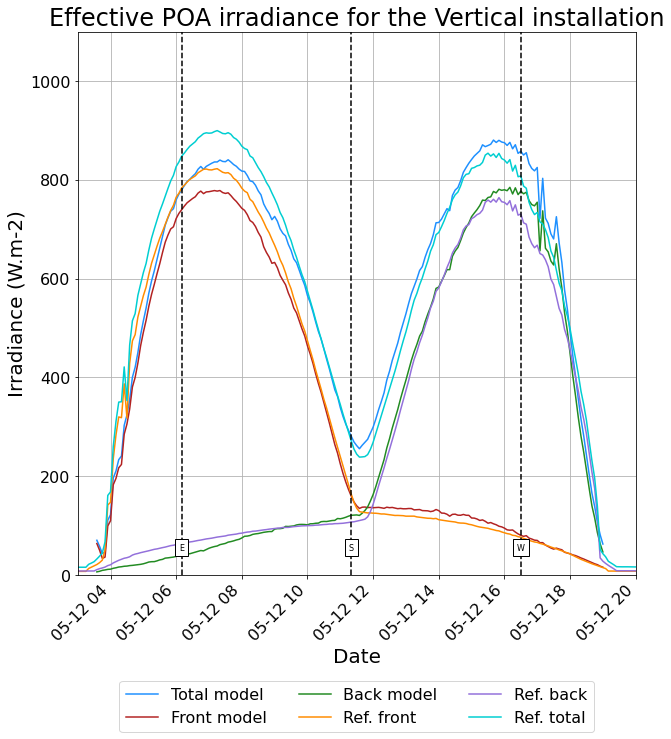 Effective POA irradiance for the Vertical installation
1000
800
600
400
200
0
Irradiance (W.m-2)
E
S
W
05-12 04
05-12 06
05-12 08
05-12 10
05-12 12
05-12 14
05-12 16
05-12 18
05-12 20
Date
Total model
Back model
Ref. back
Front model
Ref. front
Ref. total